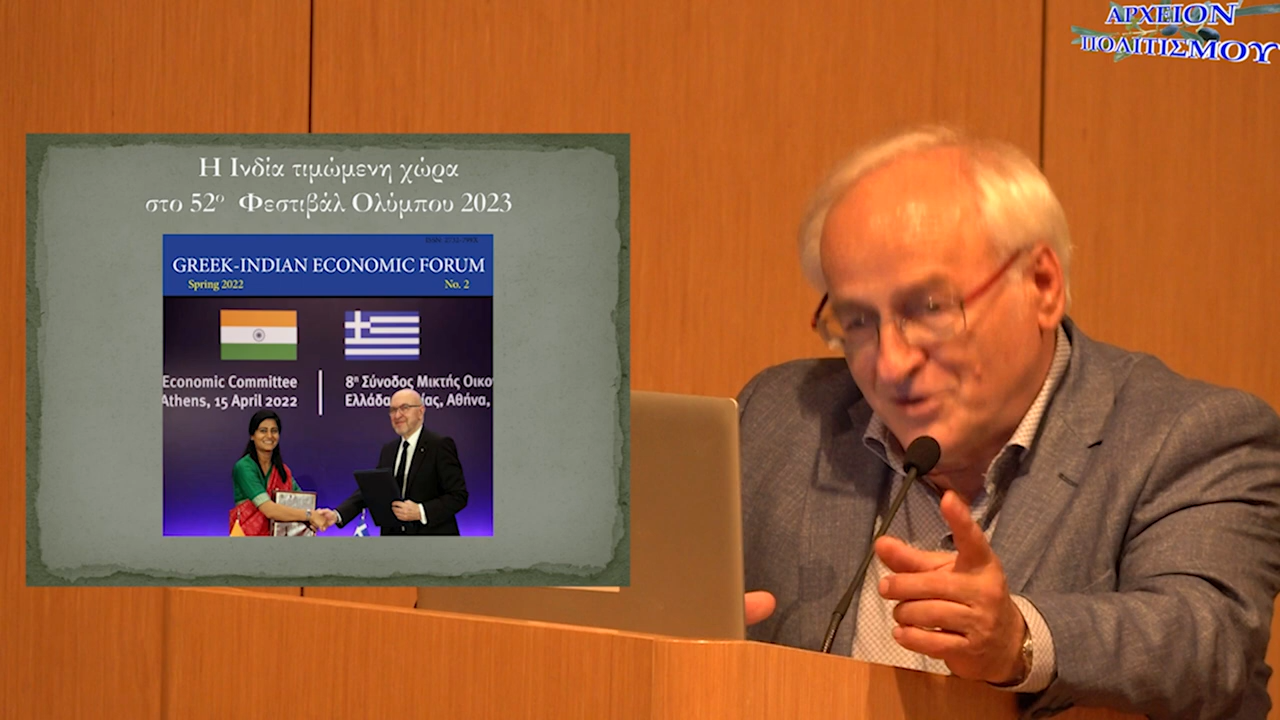 ΑΡΧΕΙΟΝ
ΠΟΛΙΤΙΣΜΟΥ
Η Ινδία τιμώμενη χώρα
στο 52ο Φεστιβάλ Ολύμπου 2023
GREEK-INDIAN ECONOMIC FORUM
Spring 2022 No. 2
Economic Committee
Athens, 15 April 2022
8η Σύνοδος Μικτής Οικο
Ελλάδα ίας, Αθήνα,